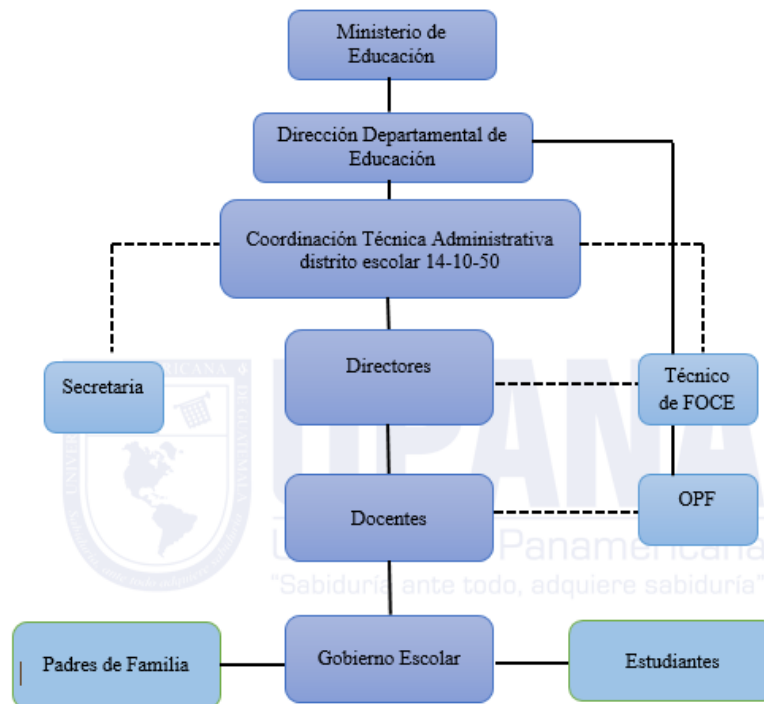 Ministerio de
Educación
Dirección Departamental de
Educación
Coordinación Técnica Administrativa
distrito escolar 14-10-50
Secretaria
Directores
Técnico
de FOCE
Docentes
OPF
Panamericana
"Sabiduría ante todo, adquiere sabiduría"
Padres de Familia
Gobierno Escolar
Estudiantes